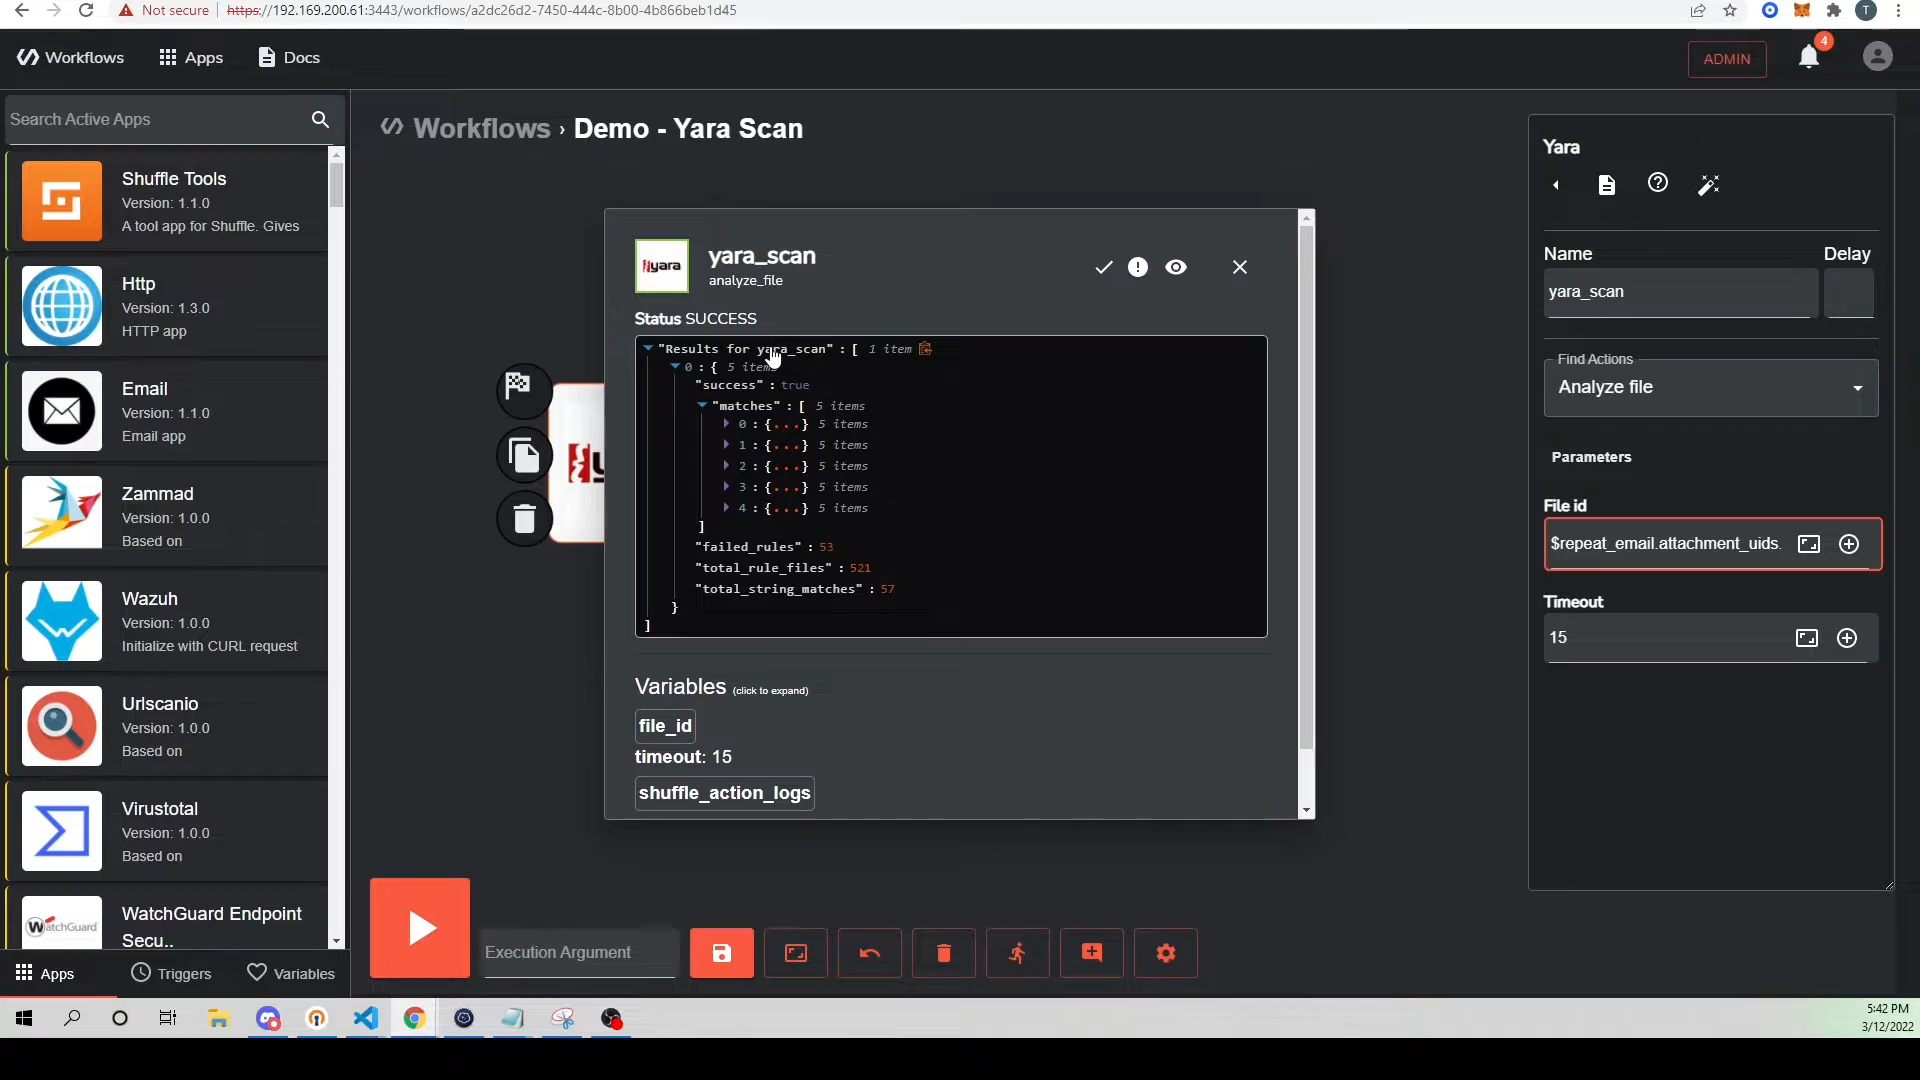 Not secure
https://192.169.200.61:3443/workflows/a2dc26d2-7450-444c-8b00-4b866beb1d45
T
Workflows
Apps
Docs
ADMIN
4
Search Active Apps
Shuffle Tools
Version: 1.1.0
A tool app for Shuffle. Gives
Http
Version: 1.3.0
HTTP app
Email
Version: 1.1.0
Email app
Zammad
Version: 1.0.0
Based on
Wazuh
Version: 1.0.0
Initialize with CURL request
Urlscanio
Version: 1.0.0
Based on
Virustotal
Version: 1.0.0
Based on
WatchGuard
WatchGuard Endpoint
Secu..
Apps
Triggers
Variables
Workflows › Demo - Yara Scan
yara
yara_scan
analyze_file
Status SUCCESS
"Results for yara_scan" : [ 1 item
0 : { 5 items
"success" : true
"matches" : [ 5 items
0 : {...} 5 items
1 : {...} 5 items
2 : {...} 5 items
3 : {...} 5 items
4 : {...} 5 items
]
"failed_rules" : 53
"total_rule_files" : 521
"total_string_matches" : 57
}
]
Variables (click to expand)
file_id
timeout: 15
shuffle_action_logs
Execution Argument
Yara
Name
Delay
yara_scan
Find Actions
Analyze file
Parameters
File id
$repeat_email.attachment_uids.
Timeout
15
5:42 PM
3/12/2022